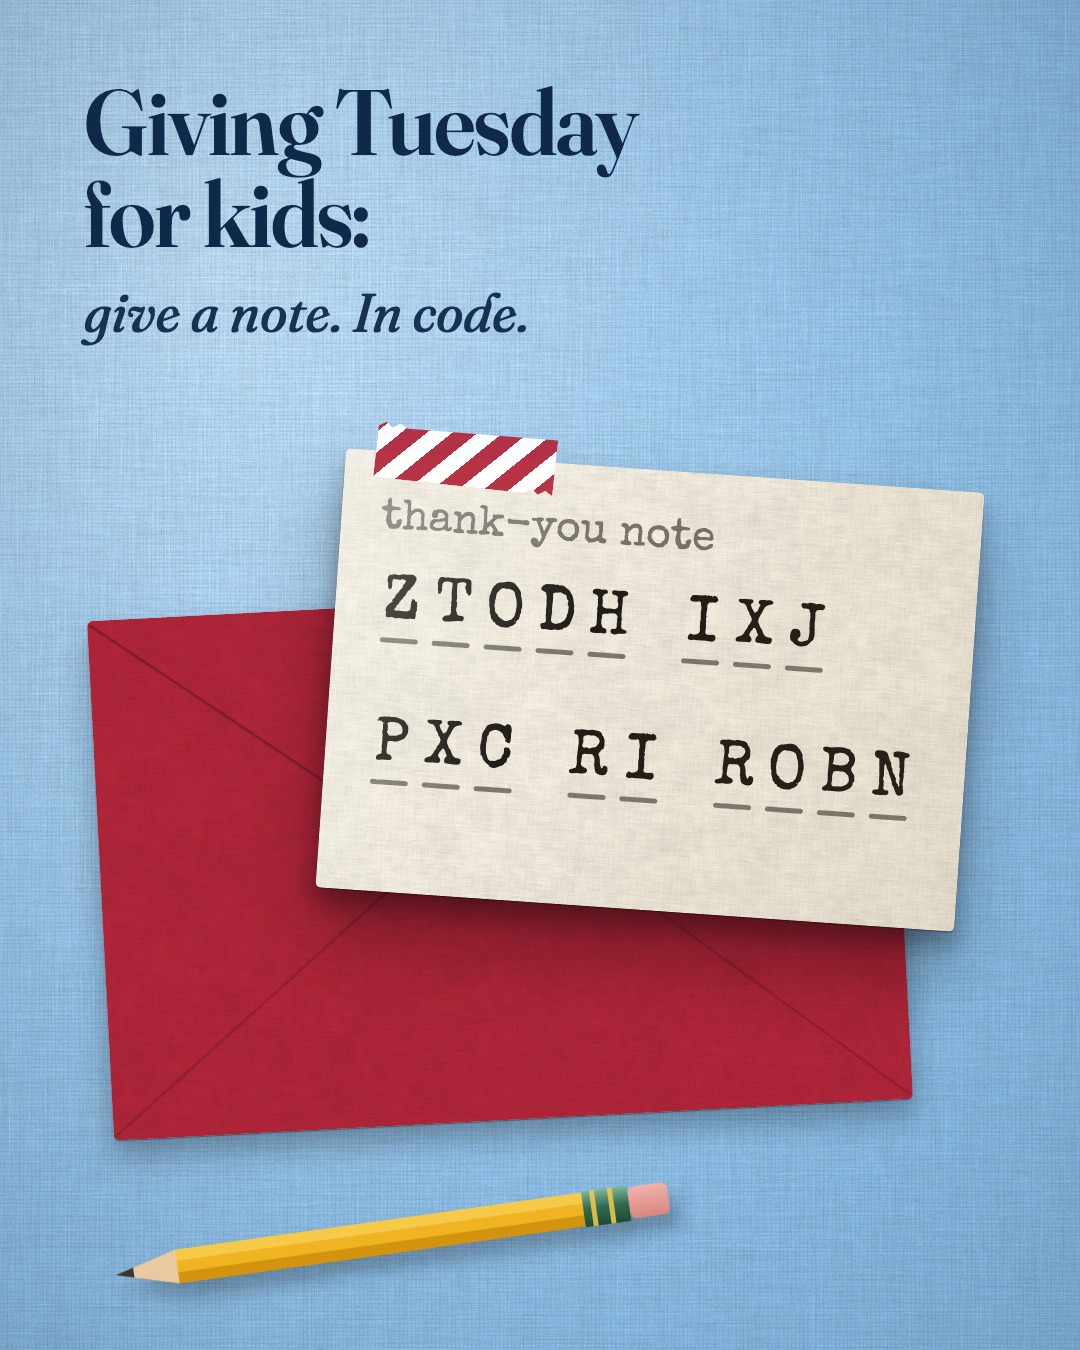 Giving Tuesday
for kids:
give a note. In code.
thank-you note
ZTODH IXJ
PXC RI ROBN